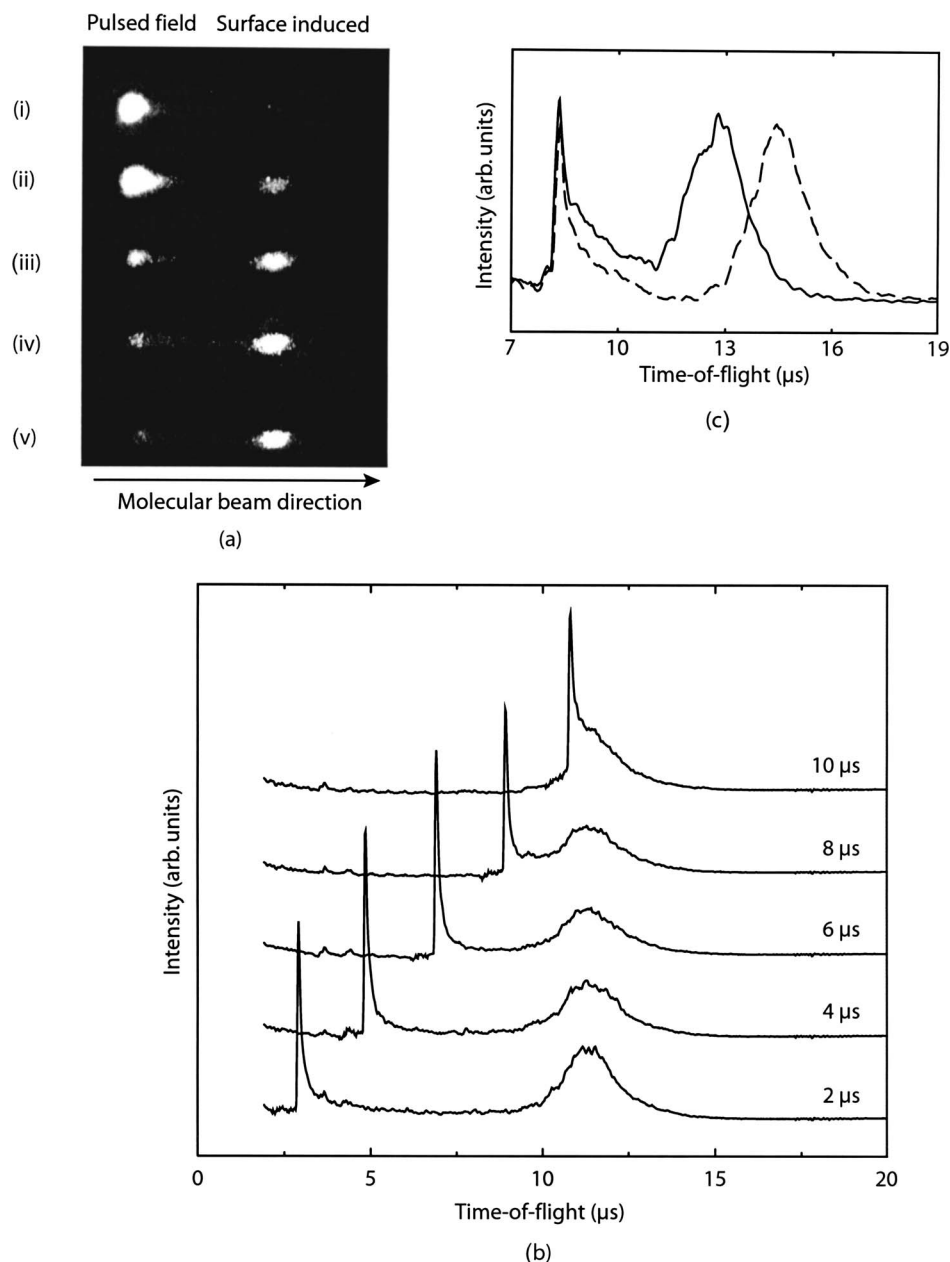 Pulsed field Surface induced
(i)
(ii)
(iii)
(iv)
(v)
Molecular beam direction
(a)
Intensity (arb. units)
7 10 13 16 19
Time-of-flight (μs)
(c)
Intensity (arb. units)
10 μs
8 μs
6 μs
4 μs
2 μs
0 5 10 15 20
Time-of-flight (μs)
(b)